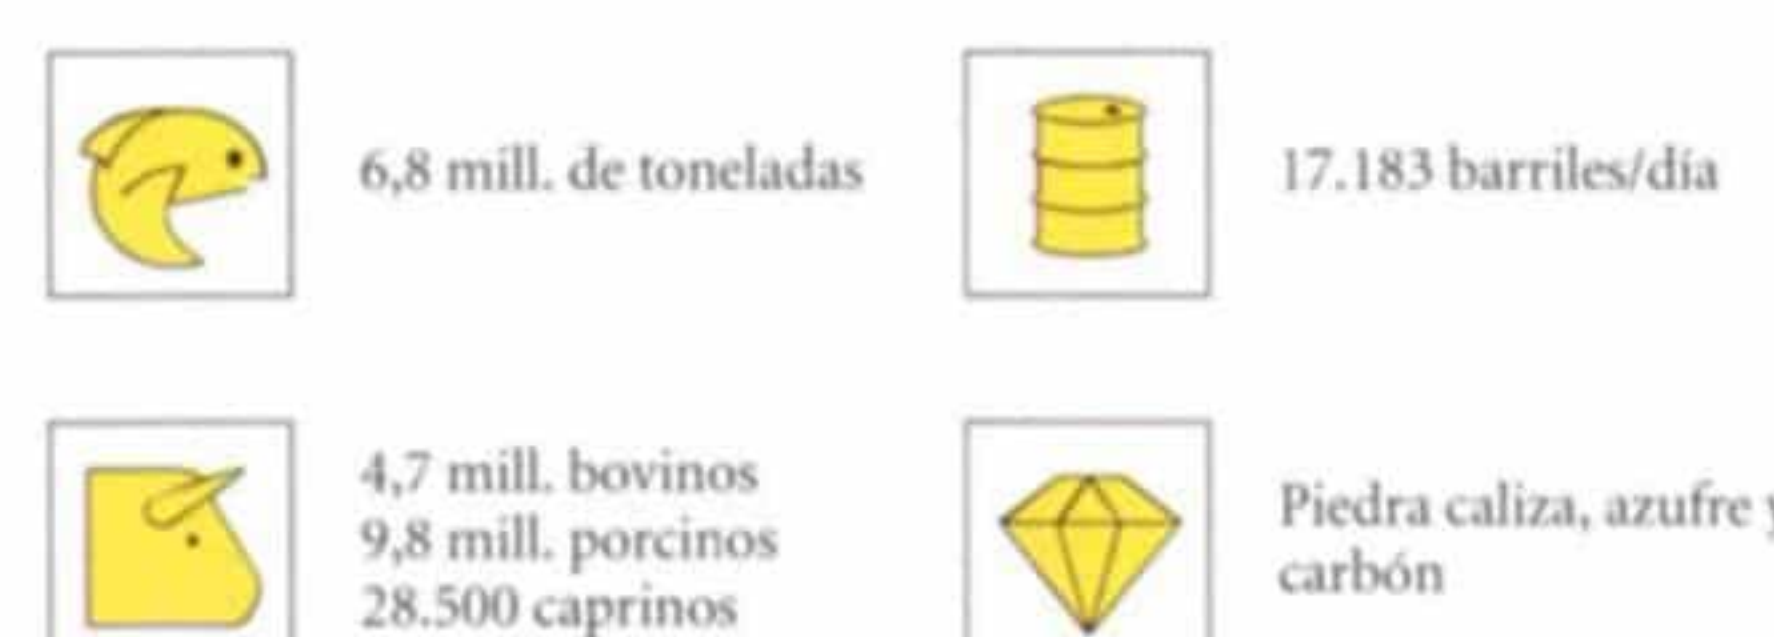 6,8 mill. de toneladas
17.183 barriles/día
4,7 mill. bovinos
9,8 mill. porcinos
28.500 caprinos
Piedra caliza, azufre y
carbón